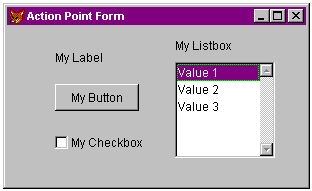 Action Point Form
My Label
My Button
My Checkbox
My Listbox
Value 1
Value 2
Value 3